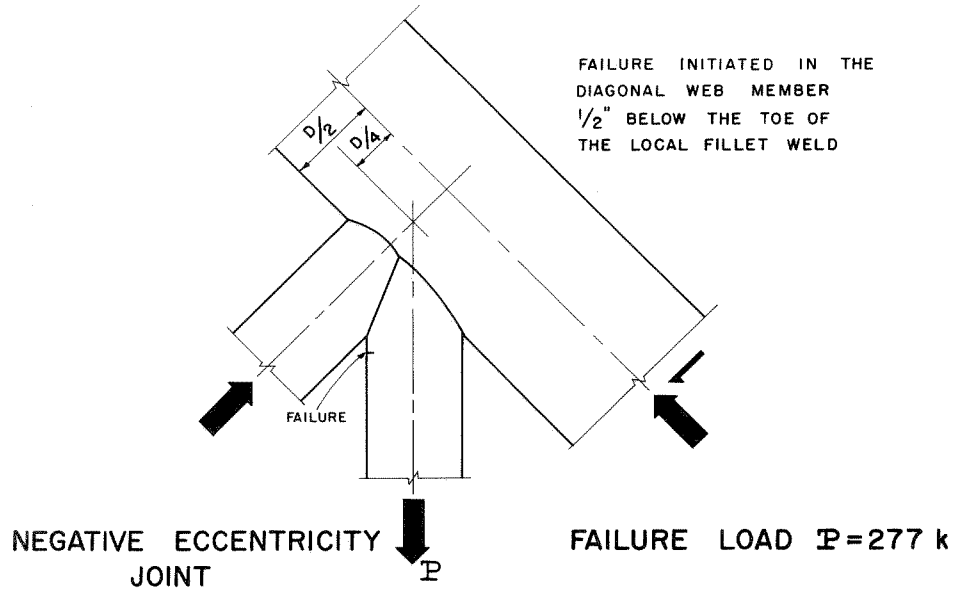 FAILURE INITIATED IN THE
DIAGONAL WEB MEMBER
1/2" BELOW THE TOE OF
THE LOCAL FILLET WELD
D/2
D/4
FAILURE
NEGATIVE ECCENTRICITY
JOINT
P
FAILURE LOAD P=277 k